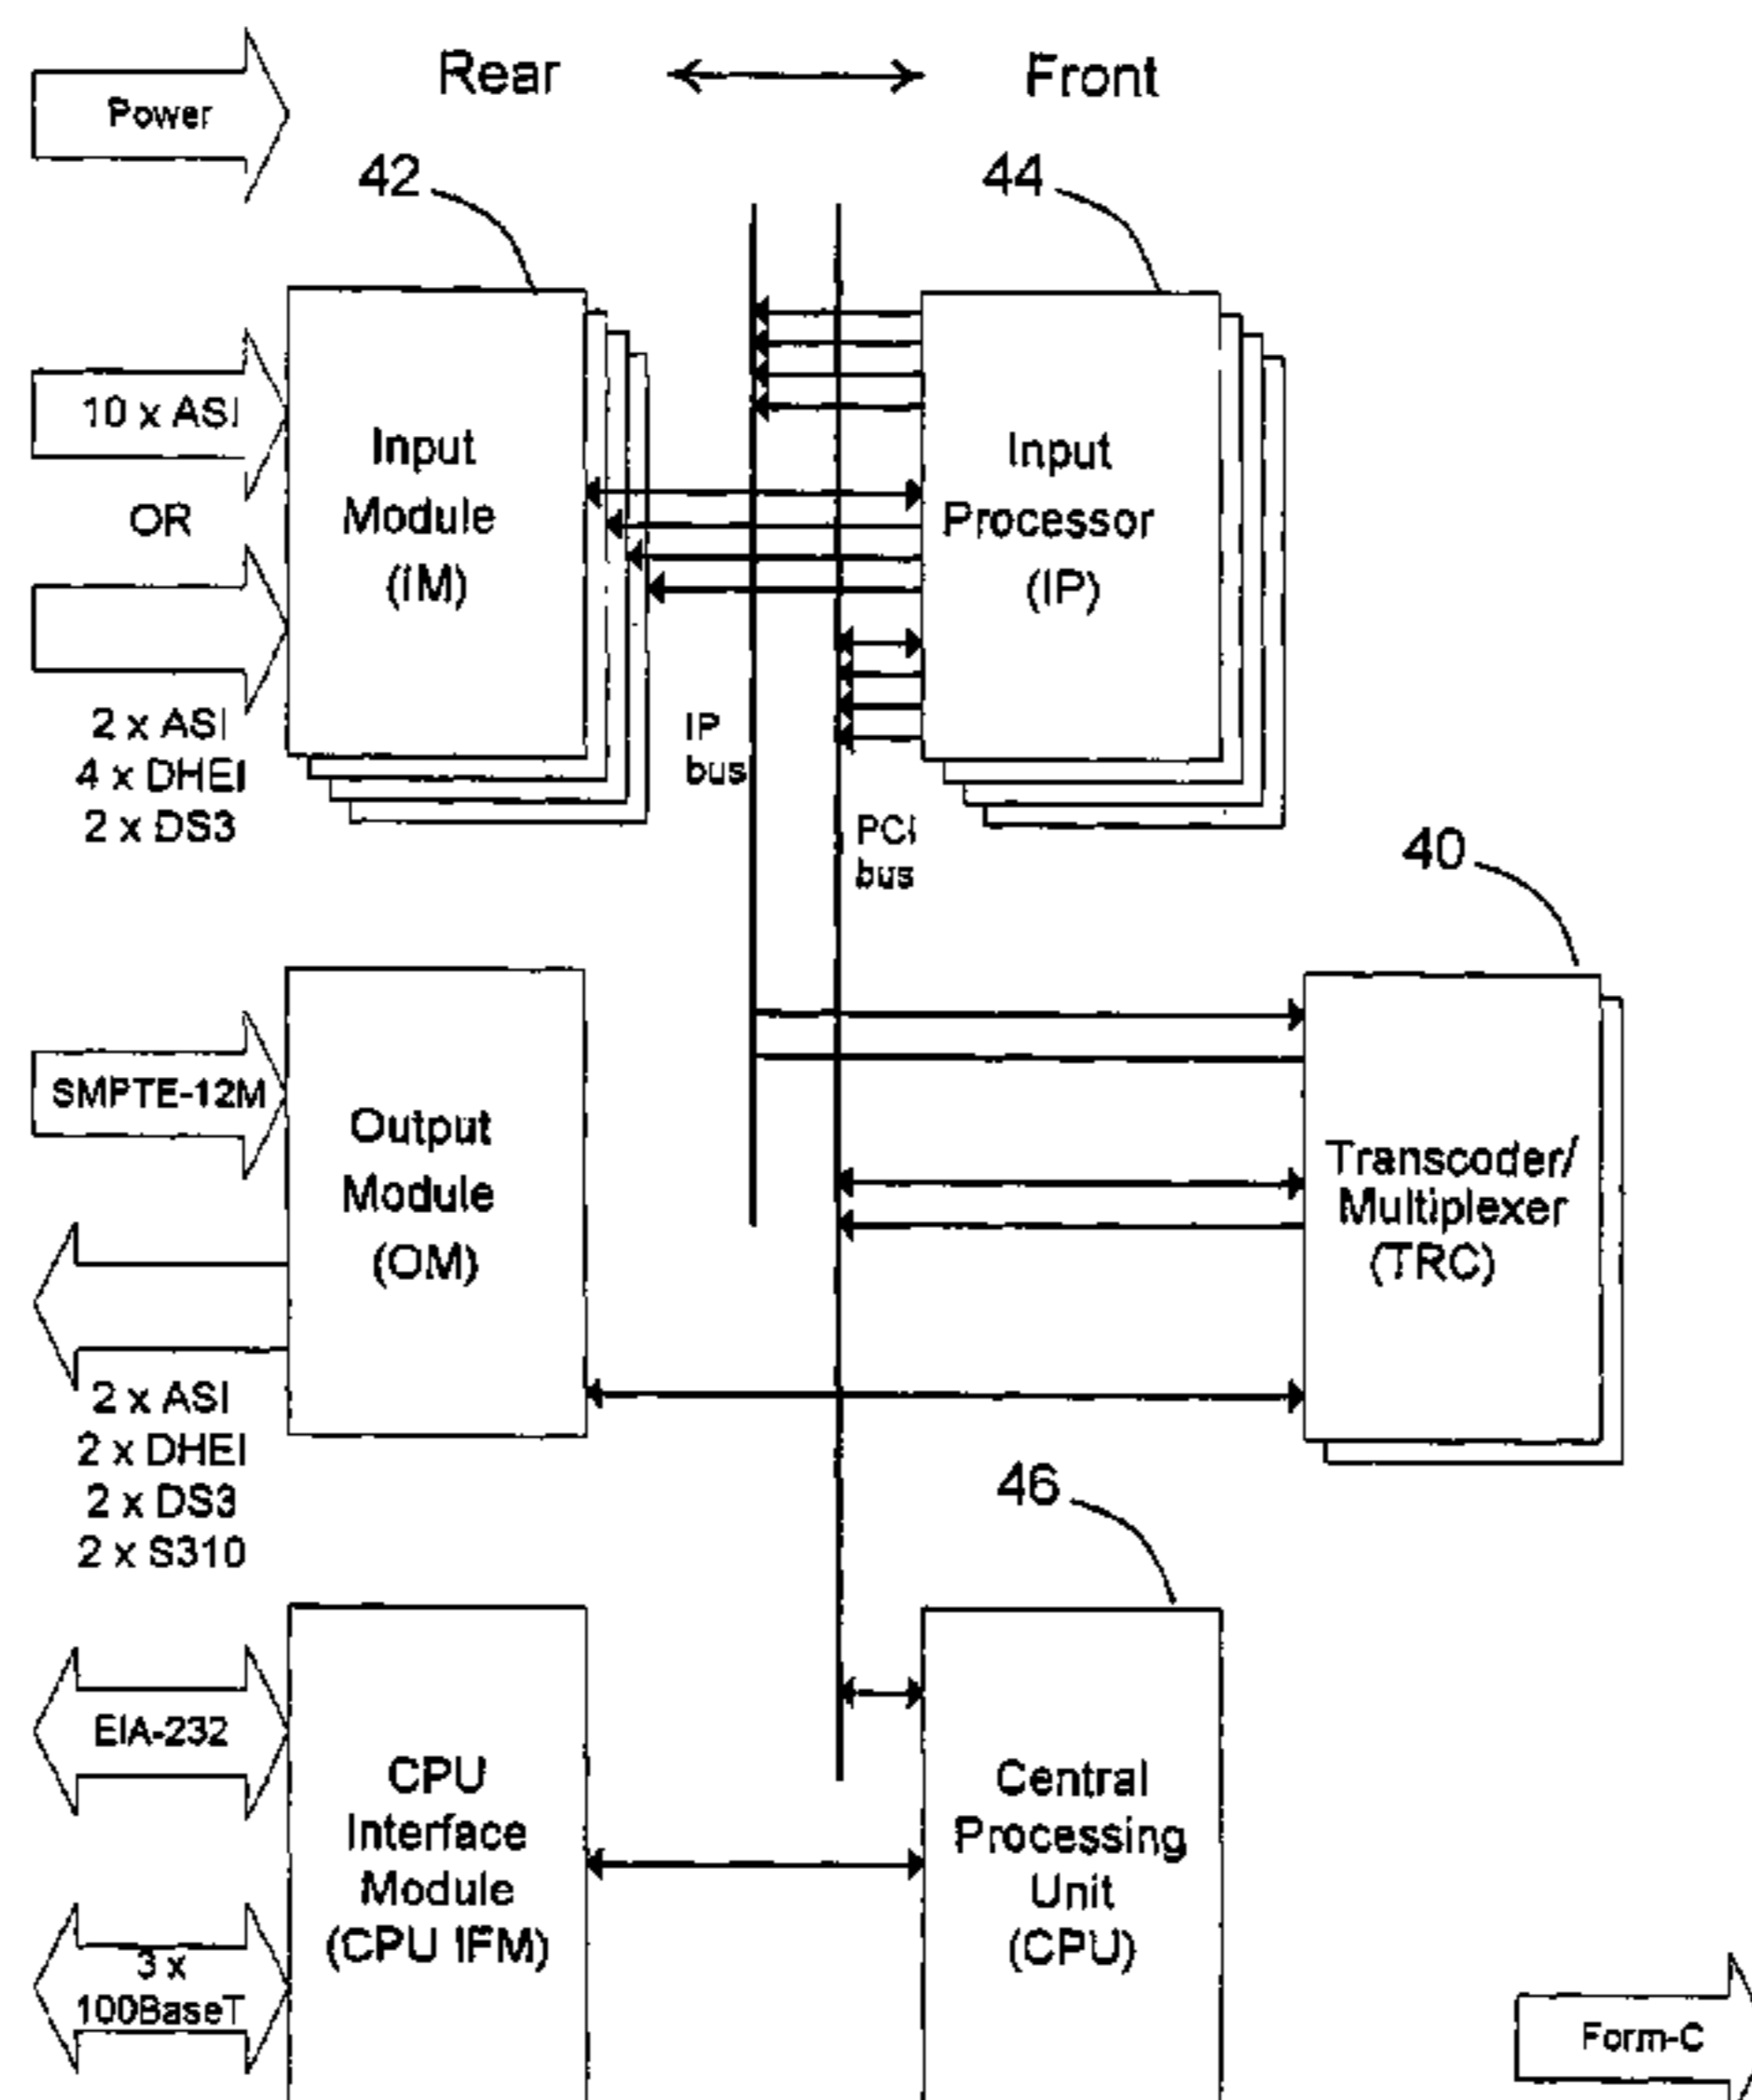 Rear
Front
Power
42
44
10 x ASI
OR
Input
Module
(IM)
Input
Processor
(IP)
2 x ASI
4 x DHEI
2 x DS3
IP
bus
PCI
bus
40
SMPTE-12M
Output
Module
(OM)
Transcoder/
Multiplexer
(TRC)
2 x ASI
2 x DHEI
2 x DS3
2 x S310
46
EIA-232
CPU
Interface
Module
(CPU IFM)
Central
Processing
Unit
(CPU)
3 x
100BaseT
Form-C